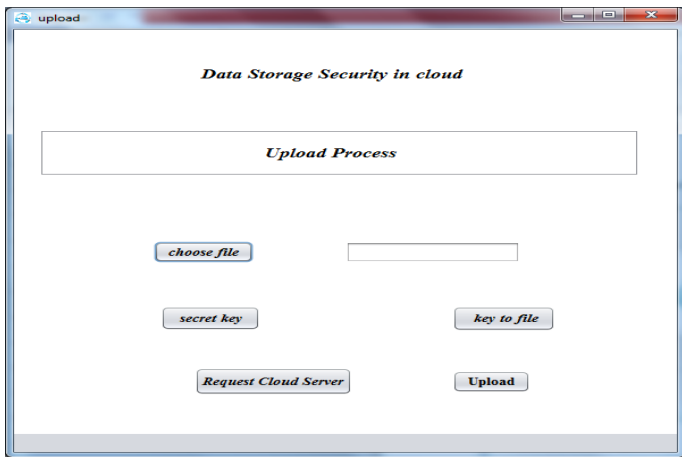 upload
Data Storage Security in cloud
Upload Process
choose file
secret key
key to file
Request Cloud Server
Upload